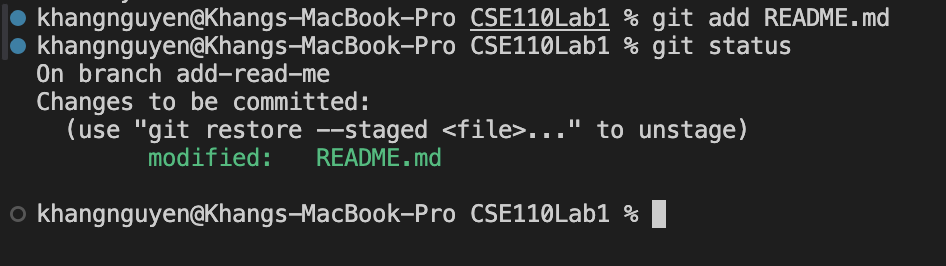 khangnguyen@Khangs-MacBook-Pro CSE110Lab1 % git add README.md
khangnguyen@Khangs-MacBook-Pro CSE110Lab1 % git status
On branch add-read-me
Changes to be committed:
  (use "git restore --staged <file>..." to unstage)
        modified:   README.md

khangnguyen@Khangs-MacBook-Pro CSE110Lab1 %